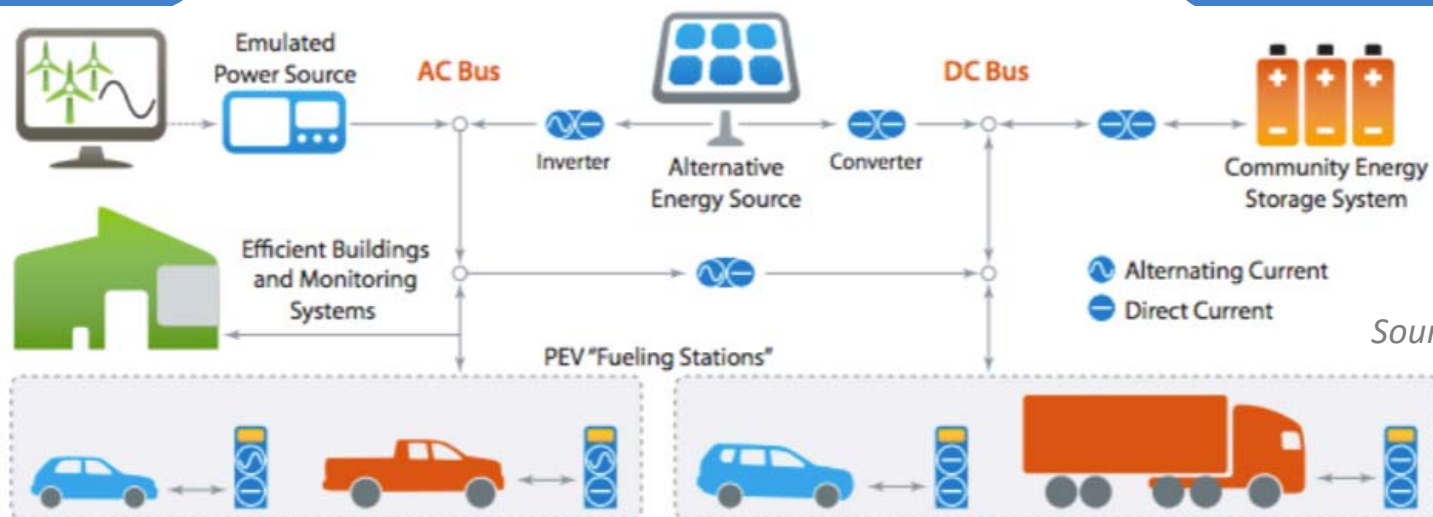 Emulated
Power Source
AC Bus
DC Bus
Inverter
Alternative
Energy Source
Converter
Community Energy
Storage System
Efficient Buildings
and Monitoring
Systems
Alternating Current
Direct Current
PEV "Fueling Stations"